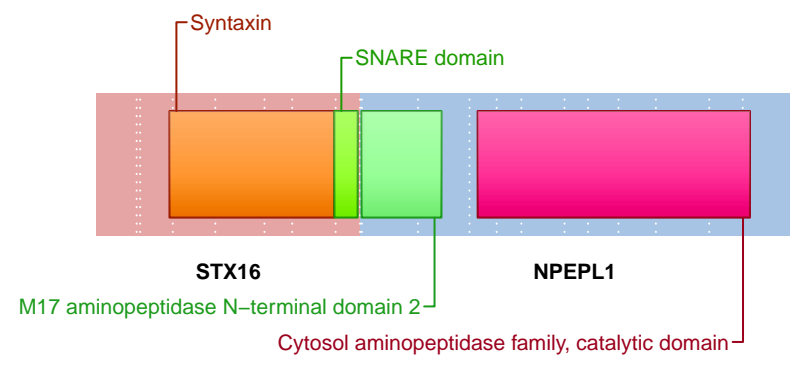 Syntaxin
SNARE domain
STX16
NPEPL1
M17 aminopeptidase N−terminal domain 2
Cytosol aminopeptidase family, catalytic domain